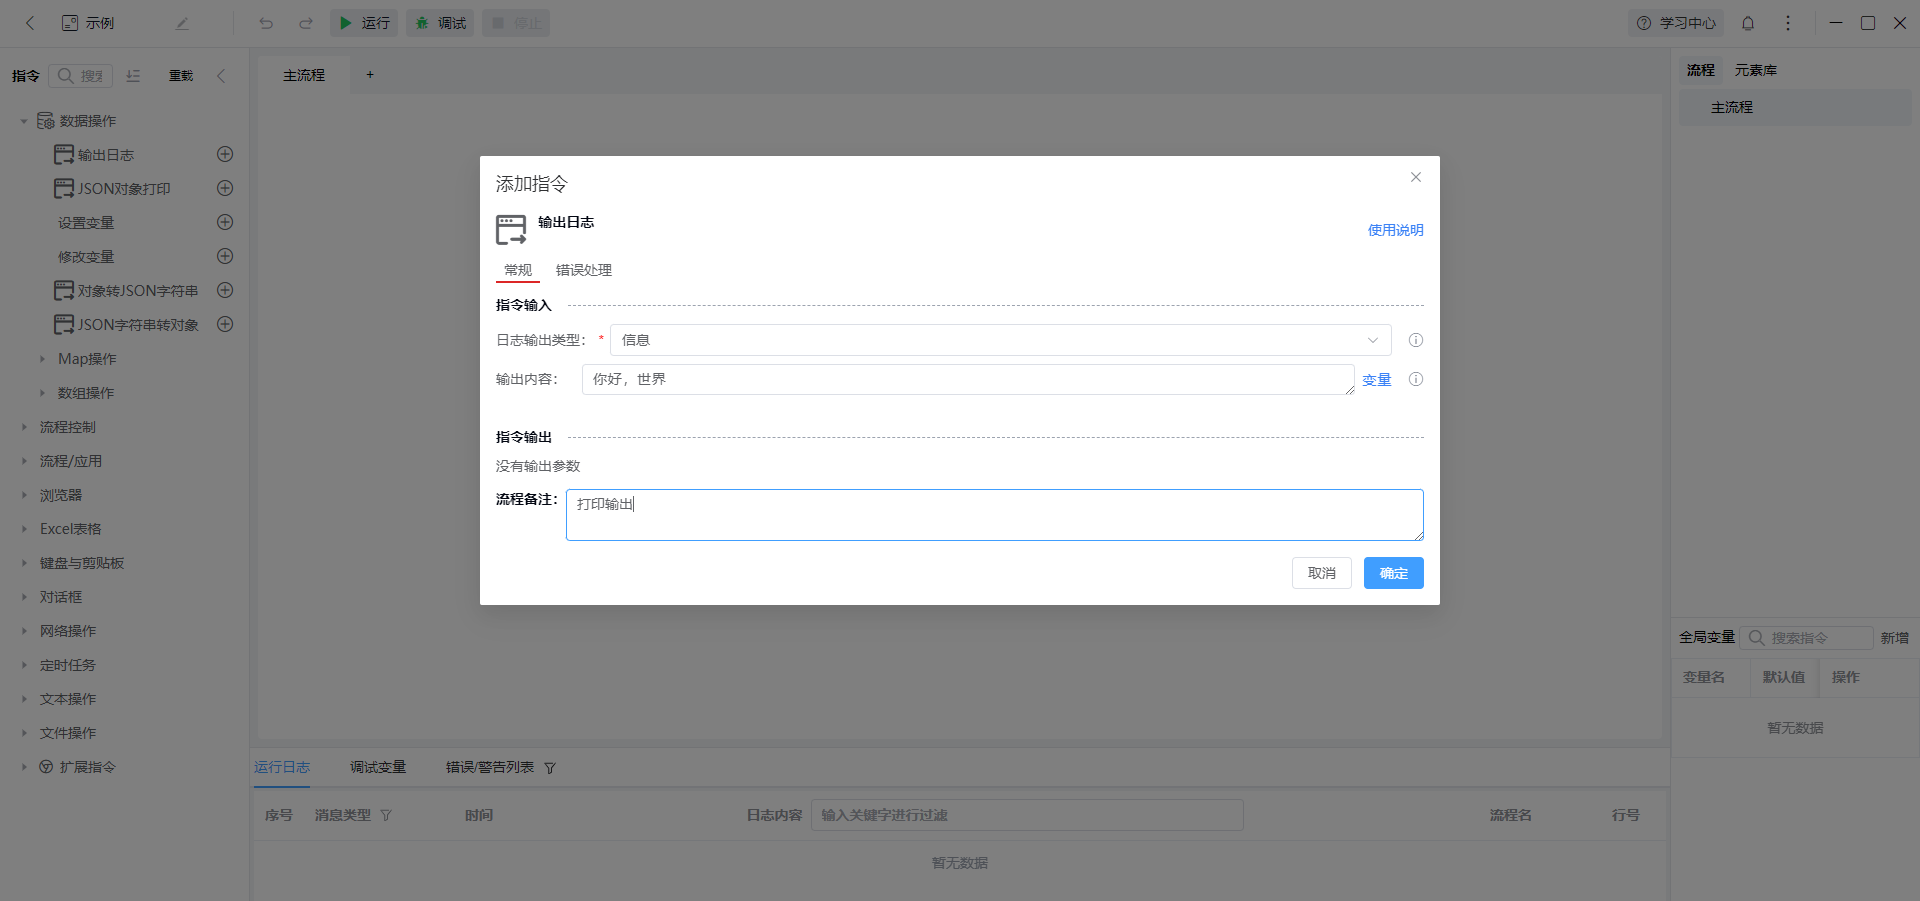 示例
运行
调试
停止
学习中心
指令
搜索
重载
主流程
+
流程
元素库
主流程
数据操作
输出日志
JSON对象打印
设置变量
修改变量
对象转JSON字符串
JSON字符串转对象
Map操作
数组操作
流程控制
流程/应用
浏览器
Excel表格
键盘与剪贴板
对话框
网络操作
定时任务
文本操作
文件操作
扩展指令
添加指令
输出日志
使用说明
常规
错误处理
指令输入
日志输出类型： *
信息
输出内容：
你好，世界
变量
指令输出
没有输出参数
流程备注：
打印输出
取消
确定
全局变量
搜索指令
新增
变量名
默认值
操作
暂无数据
运行日志
调试变量
错误/警告列表
序号
消息类型
时间
日志内容
输入关键字进行过滤
流程名
行号
暂无数据